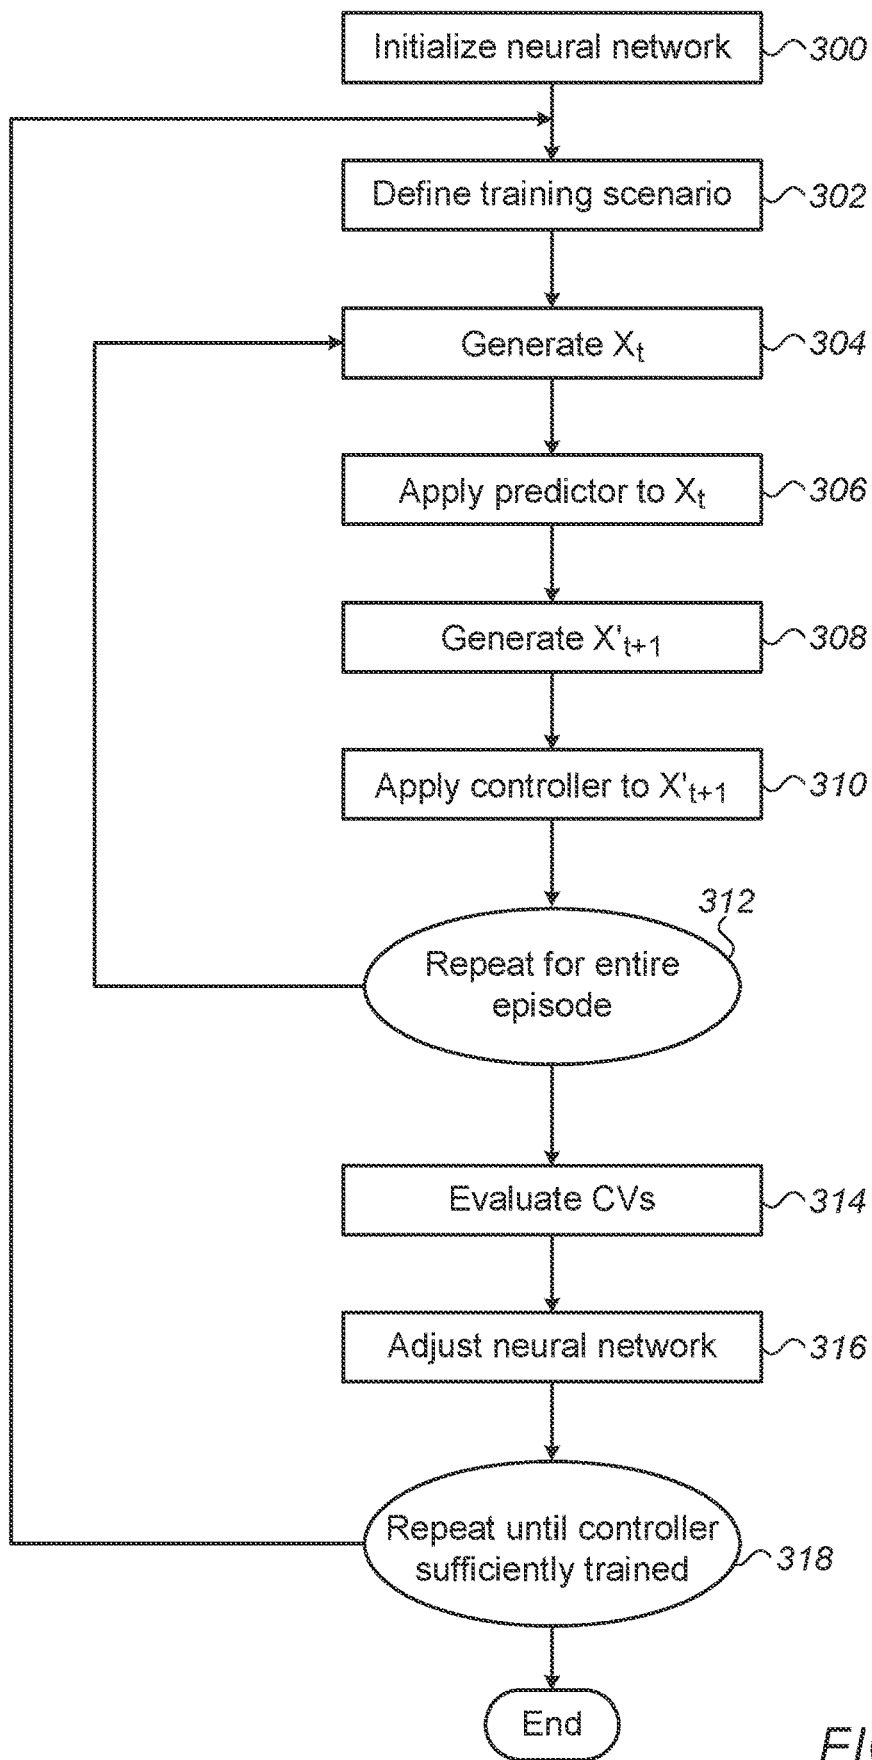 Initialize neural network 300
Define training scenario 302
Generate Xt 304
Apply predictor to Xt 306
Generate X't+1 308
Apply controller to X't+1 310
312
Repeat for entire
episode
Evaluate CVs 314
Adjust neural network 316
Repeat until controller
sufficiently trained 318
End